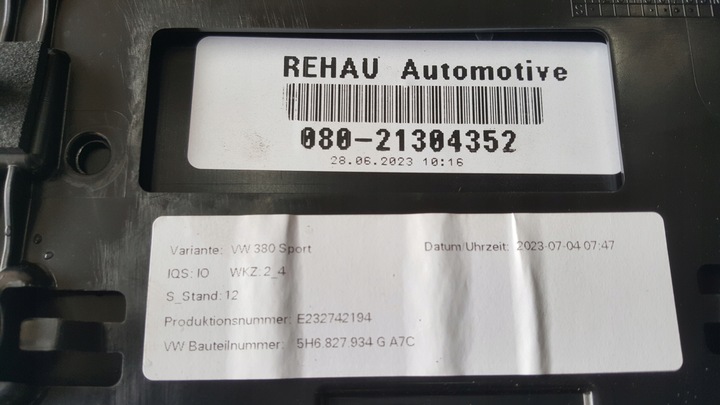 REHAU Automotive
080-21304352
28.06.2023 10:16
Variante: VW 380 Sport Datum/Uhrzeit: 2023-07-04 07:47
IQS: IO WKZ: 2_4
S_Stand: 12
Produktionsnummer: E232742194
VW Bauteilnummer: 5H6.827.934 G A7C